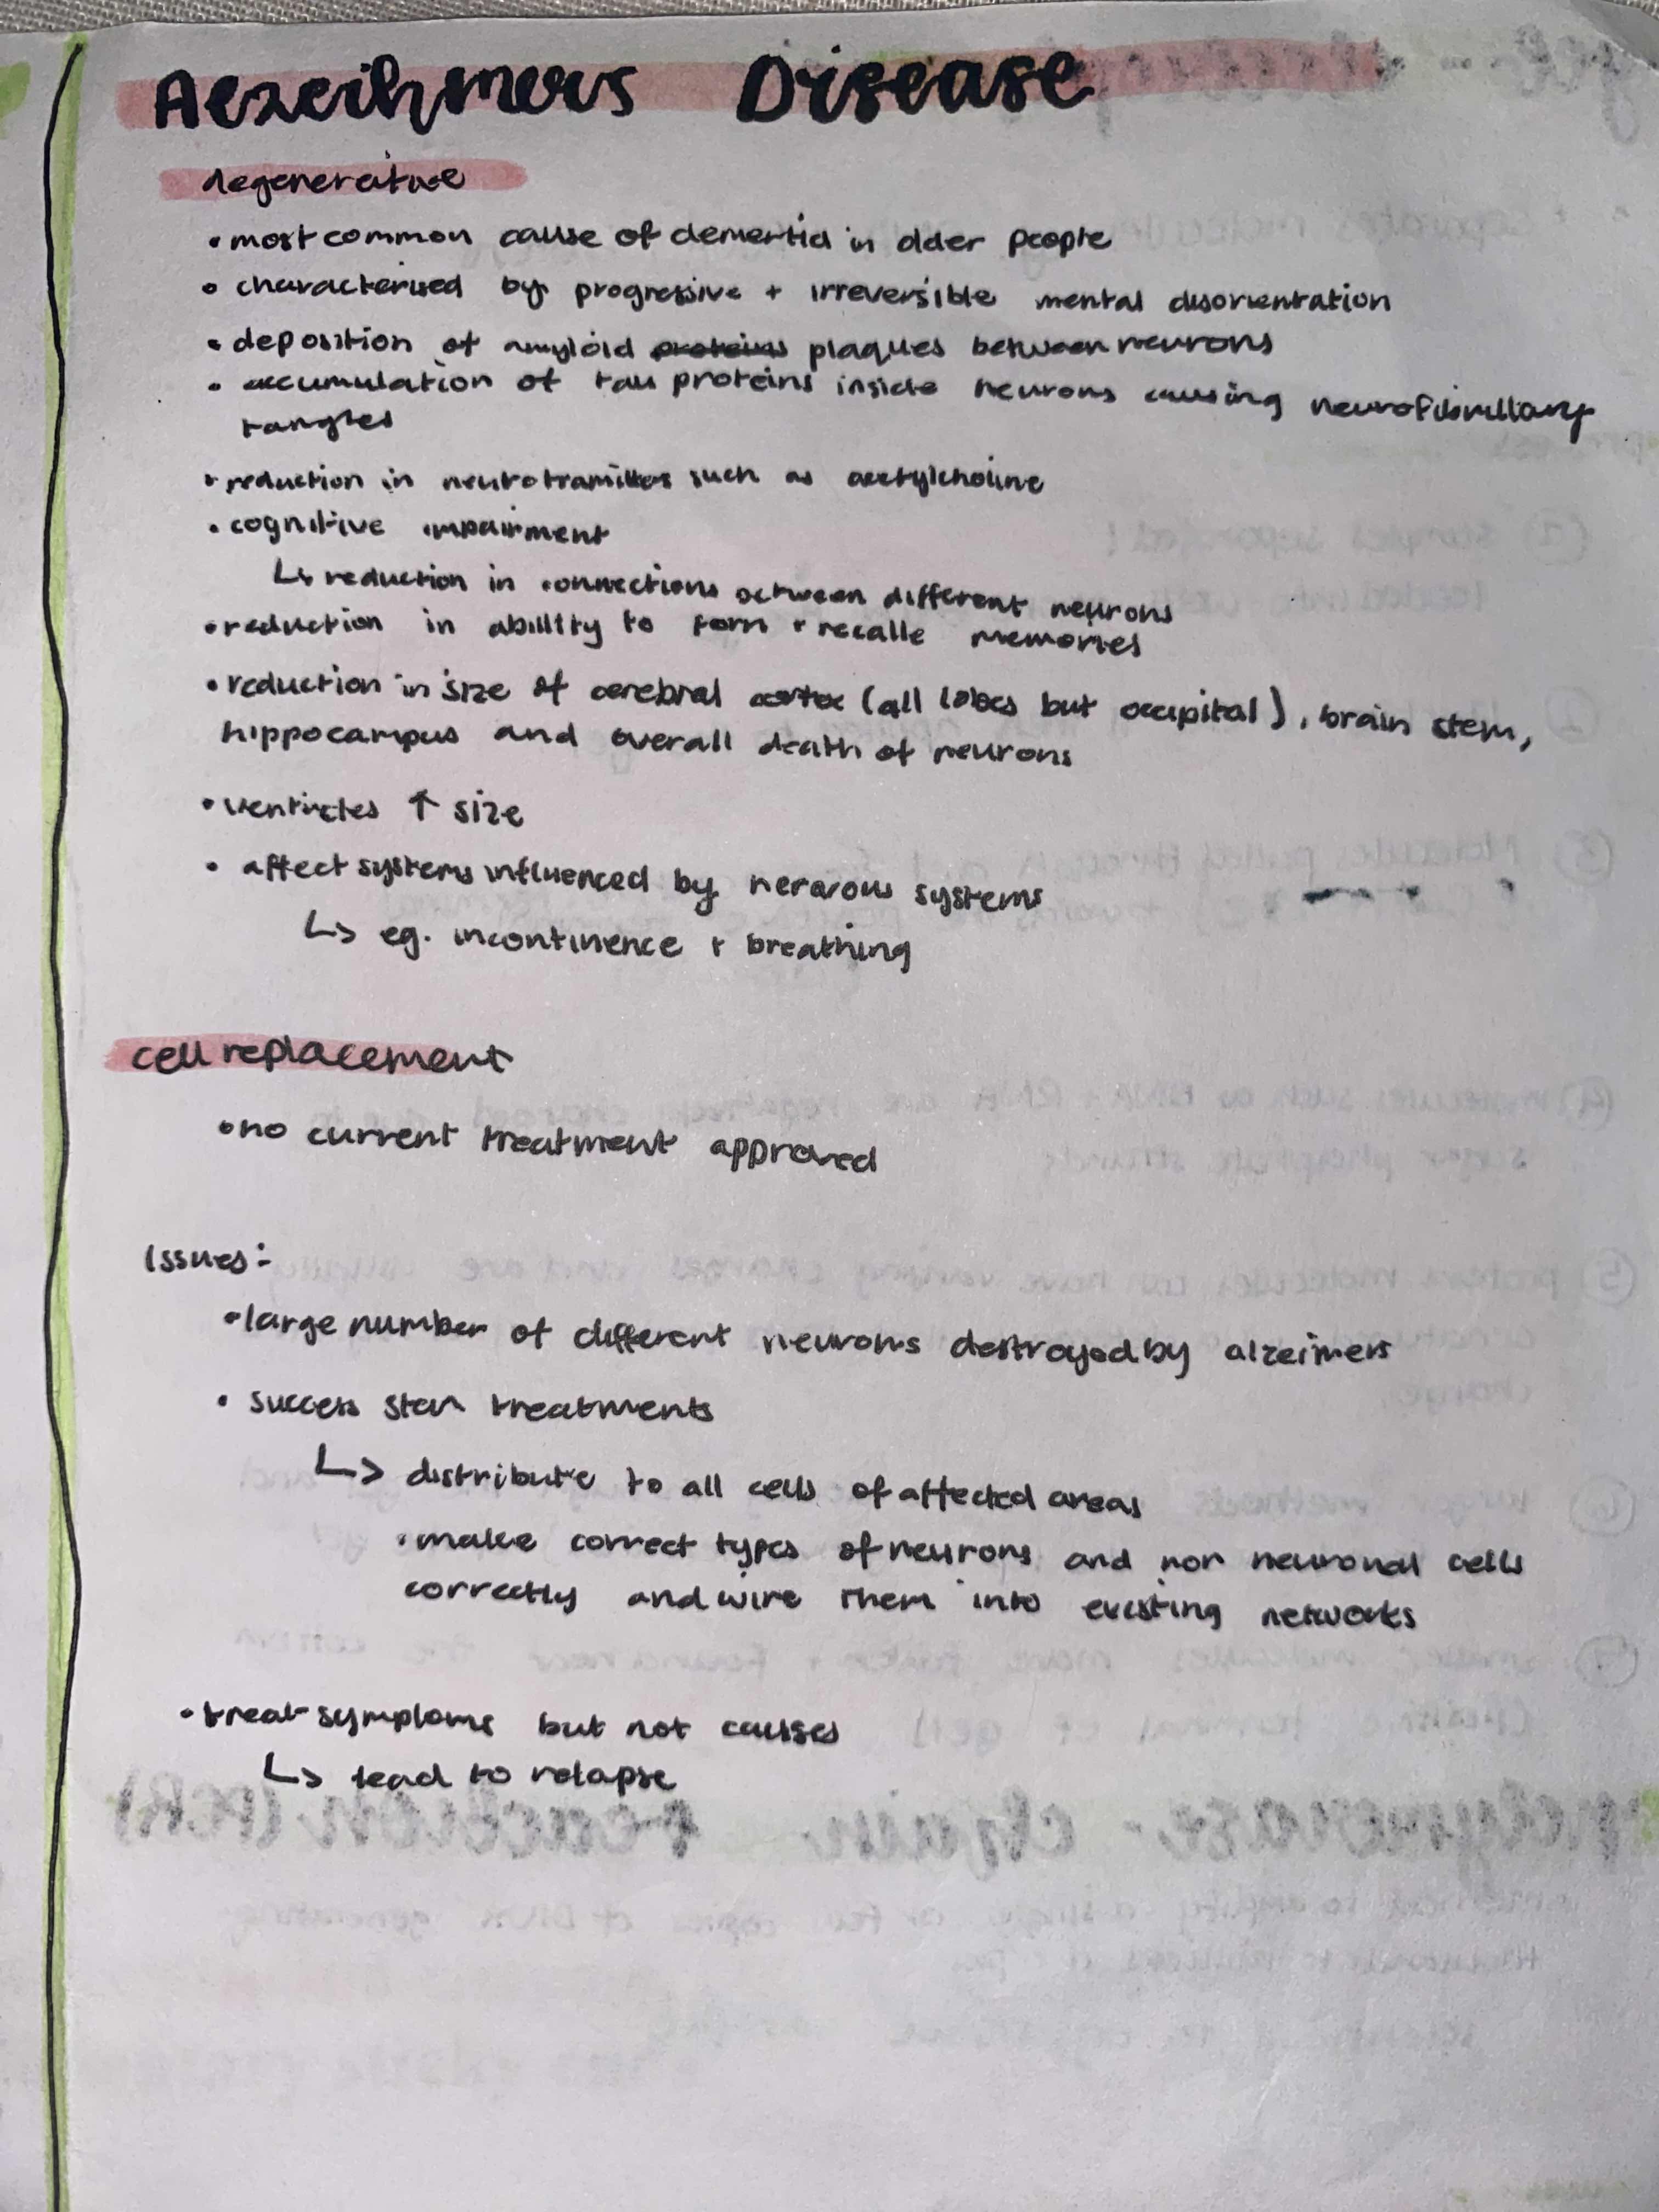 Alzeihmers Disease
degenerative
• most common cause of dementia in older people
• characterised by progressive + irreversible mental disorientation
• deposition of amyloid proteins plaques between neurons
• accumulation of tau proteins inside neurons causing neurofibrillary
tangles
• reduction in neurotramitters such as acetylcholine
• cognitive impairment
↳ reduction in connections between different neurons
• reduction in abillity to form + recalle memories
• reduction in size of cerebral cortex (all lobes but occipital), brain stem,
hippocampus and overall death of neurons
• ventricles ↑ size
• affect systems influenced by nervous systems
↳ eg. incontinence + breathing
cell replacement
• no current treatment approved
Issues:
• large number of different neurons destroyed by alzeimers
• success stem treatments
↳ distribute to all cells of affected areas
• make correct types of neurons and non neuronal cells
correctly and wire them into existing networks
• treat symptoms but not causes
↳ lead to relapse